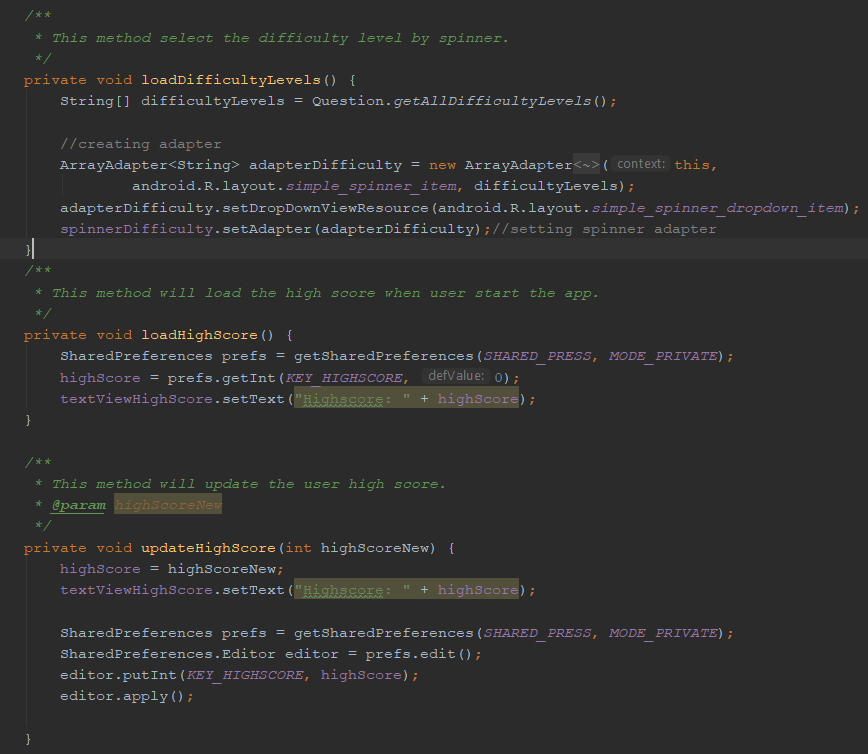 /**
 * This method select the difficulty level by spinner.
 */
private void loadDifficultyLevels() {
    String[] difficultyLevels = Question.getAllDifficultyLevels();

    //creating adapter
    ArrayAdapter<String> adapterDifficulty = new ArrayAdapter<~>( context: this,
            android.R.layout.simple_spinner_item, difficultyLevels);
    adapterDifficulty.setDropDownViewResource(android.R.layout.simple_spinner_dropdown_item);
    spinnerDifficulty.setAdapter(adapterDifficulty);//setting spinner adapter
}
/**
 * This method will load the high score when user start the app.
 */
private void loadHighScore() {
    SharedPreferences prefs = getSharedPreferences(SHARED_PRESS, MODE_PRIVATE);
    highScore = prefs.getInt(KEY_HIGHSCORE, defValue: 0);
    textViewHighScore.setText("Highscore: " + highScore);
}

/**
 * This method will update the user high score.
 * @param highScoreNew
 */
private void updateHighScore(int highScoreNew) {
    highScore = highScoreNew;
    textViewHighScore.setText("Highscore: " + highScore);

    SharedPreferences prefs = getSharedPreferences(SHARED_PRESS, MODE_PRIVATE);
    SharedPreferences.Editor editor = prefs.edit();
    editor.putInt(KEY_HIGHSCORE, highScore);
    editor.apply();

}